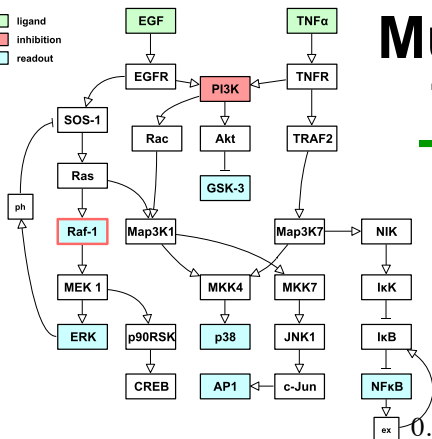 ligand
inhibition
readout
EGF
TNFα
Mu
EGFR
PI3K
TNFR
SOS-1
Rac
Akt
TRAF2
Ras
GSK-3
ph
Raf-1
Map3K1
Map3K7
NIK
MEK 1
MKK4
MKK7
IκK
ERK
p90RSK
p38
JNK1
IκB
CREB
AP1
c-Jun
NFκB
ex
0.